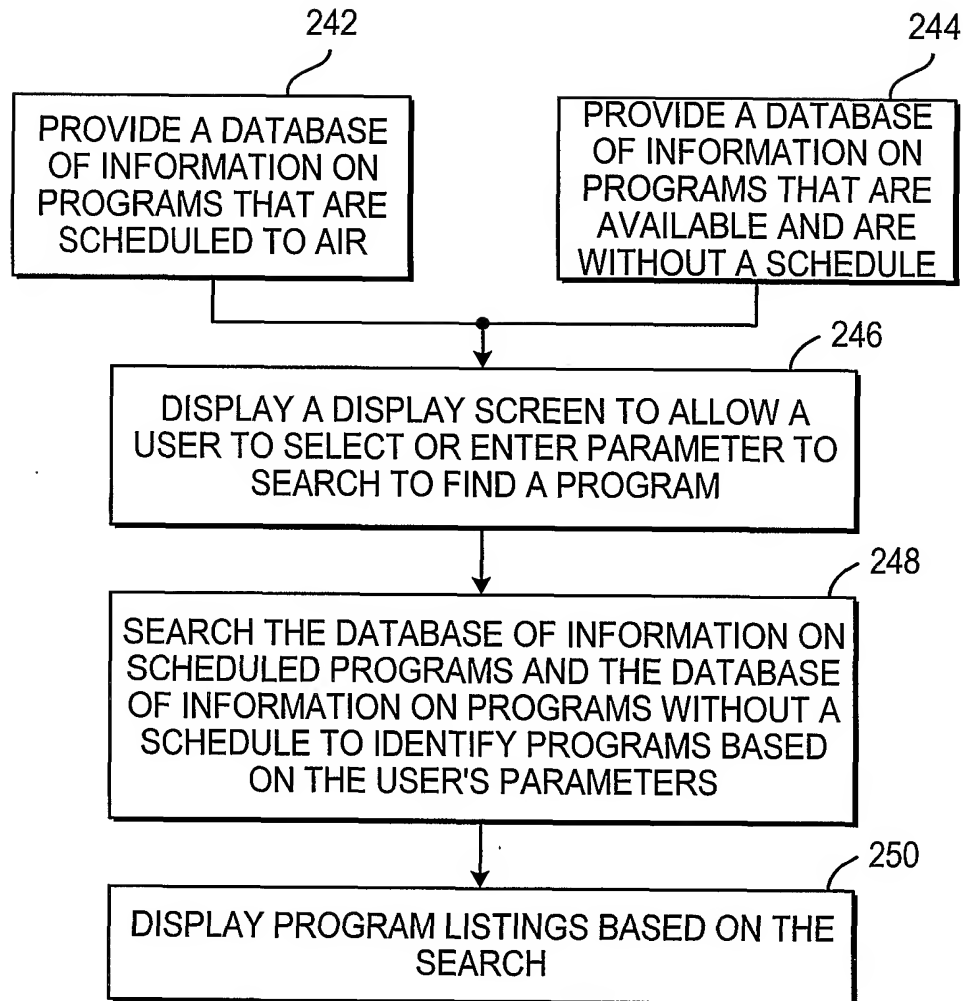 242
244
PROVIDE A DATABASE
OF INFORMATION ON
PROGRAMS THAT ARE
SCHEDULED TO AIR
PROVIDE A DATABASE
OF INFORMATION ON
PROGRAMS THAT ARE
AVAILABLE AND ARE
WITHOUT A SCHEDULE
246
DISPLAY A DISPLAY SCREEN TO ALLOW A
USER TO SELECT OR ENTER PARAMETER TO
SEARCH TO FIND A PROGRAM
248
SEARCH THE DATABASE OF INFORMATION ON
SCHEDULED PROGRAMS AND THE DATABASE
OF INFORMATION ON PROGRAMS WITHOUT A
SCHEDULE TO IDENTIFY PROGRAMS BASED
ON THE USER'S PARAMETERS
250
DISPLAY PROGRAM LISTINGS BASED ON THE
SEARCH